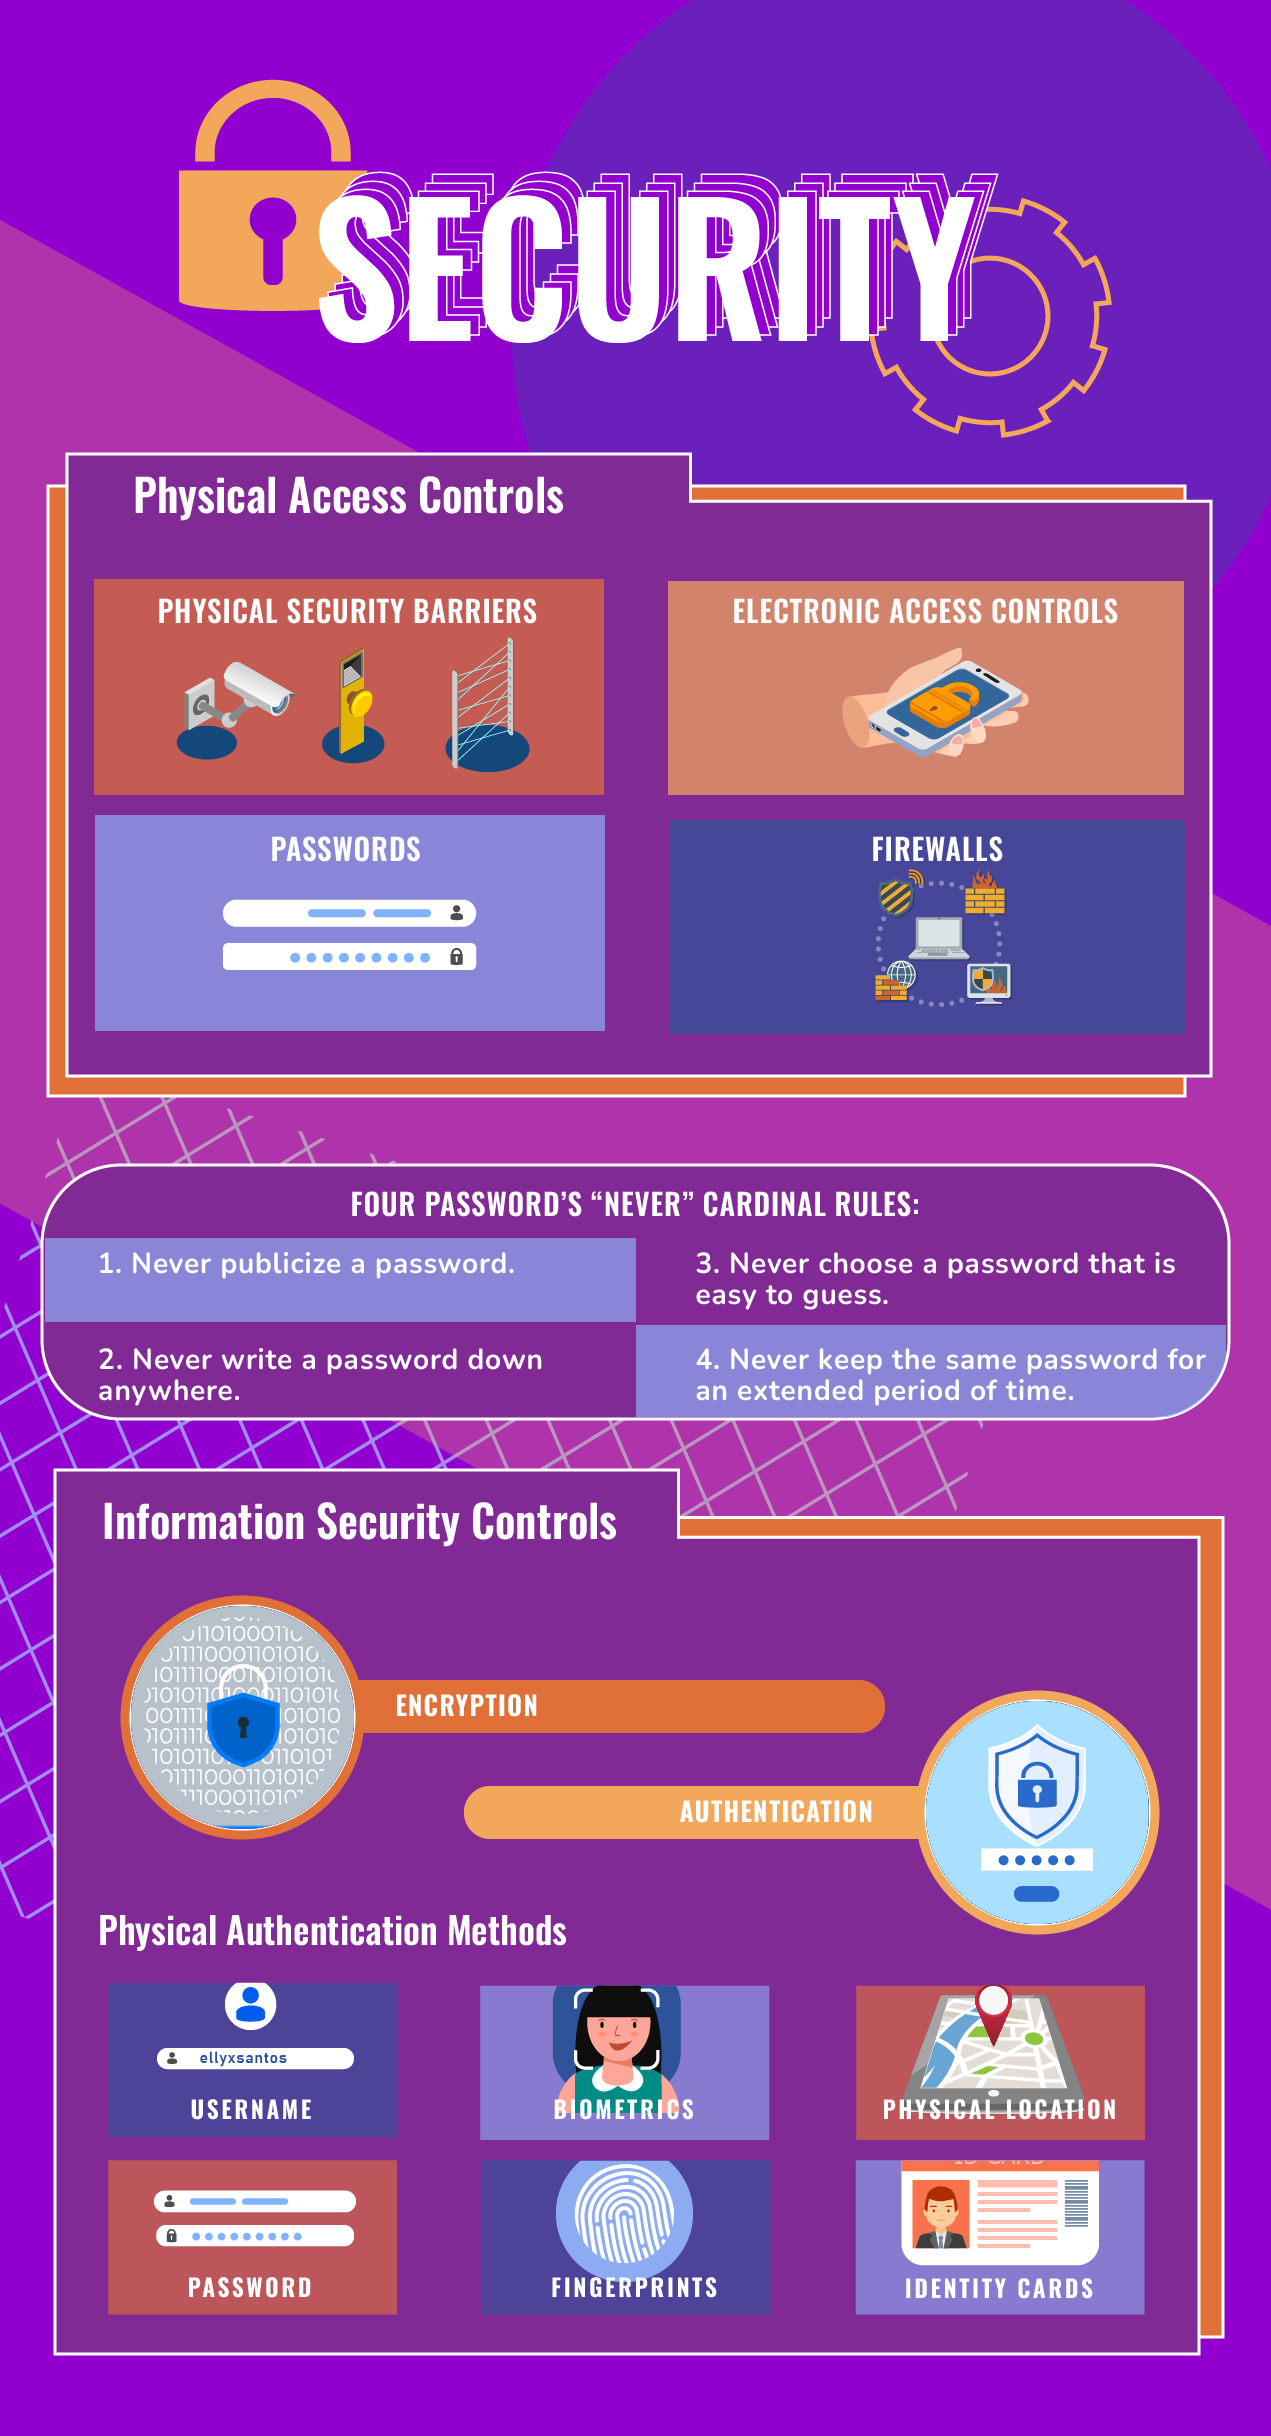 SECURITY
Physical Access Controls
PHYSICAL SECURITY BARRIERS
ELECTRONIC ACCESS CONTROLS
PASSWORDS
FIREWALLS
FOUR PASSWORD'S “NEVER” CARDINAL RULES:
1. Never publicize a password.
2. Never write a password down
anywhere.
3. Never choose a password that is
easy to guess.
4. Never keep the same password for
an extended period of time.
Information Security Controls
ENCRYPTION
AUTHENTICATION
Physical Authentication Methods
ellyxsantos
USERNAME
BIOMETRICS
PHYSICAL LOCATION
PASSWORD
FINGERPRINTS
ID CARD
IDENTITY CARDS